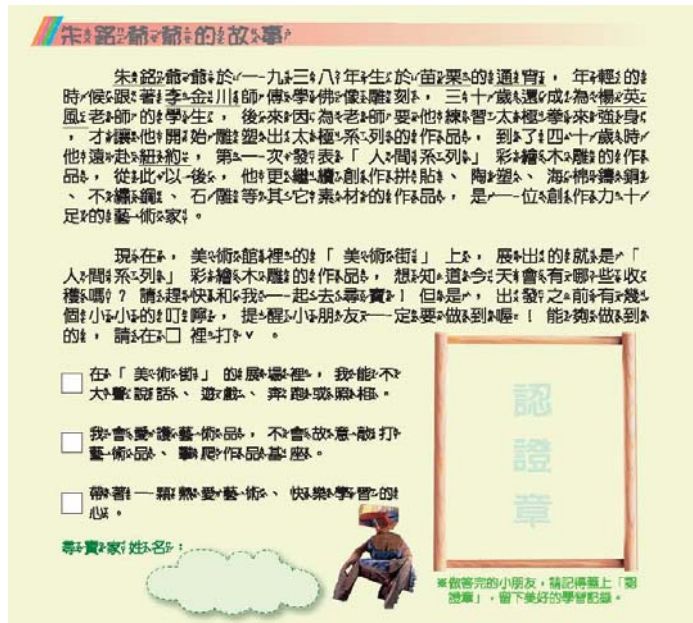 朱銘爺爺的故事
朱銘爺爺於一九三八年生於苗栗的通霄，年輕的
時候跟著李金川師傅學佛像雕刻，三十歲還成為楊英
風老師的學生，後來因為老師要他練習太極拳來強身
，才讓他開始雕塑出太極系列的作品，到了四十歲時
他遠赴紐約，第一次發表「人間系列」彩繪木雕的作
品，從此以後，他更繼續創作拼貼、陶塑、海綿鑄銅
、不繡鋼、石雕等其它素材的作品，是一位創作力十
足的藝術家。
現在，美術館裡的「美術街」上，展出的就是「
人間系列」彩繪木雕的作品，想知道今天會有哪些收
穫嗎？請趕快和我一起去尋寶！但是，出發之前有幾
個小小的叮嚀，提醒小朋友一定要做到喔！能夠做到
的，請在□裡打ˇ。
在「美術街」的展場裡，我能不
大聲說話、遊戲、奔跑或照相。
我會愛護藝術品，不會故意敲打
藝術品、攀爬作品基座。
帶著一顆熱愛藝術、快樂學習的
心。
尋寶家姓名：
認
證
章
※做答完的小朋友，請記得蓋上「認
證章」，留下美好的學習記錄。